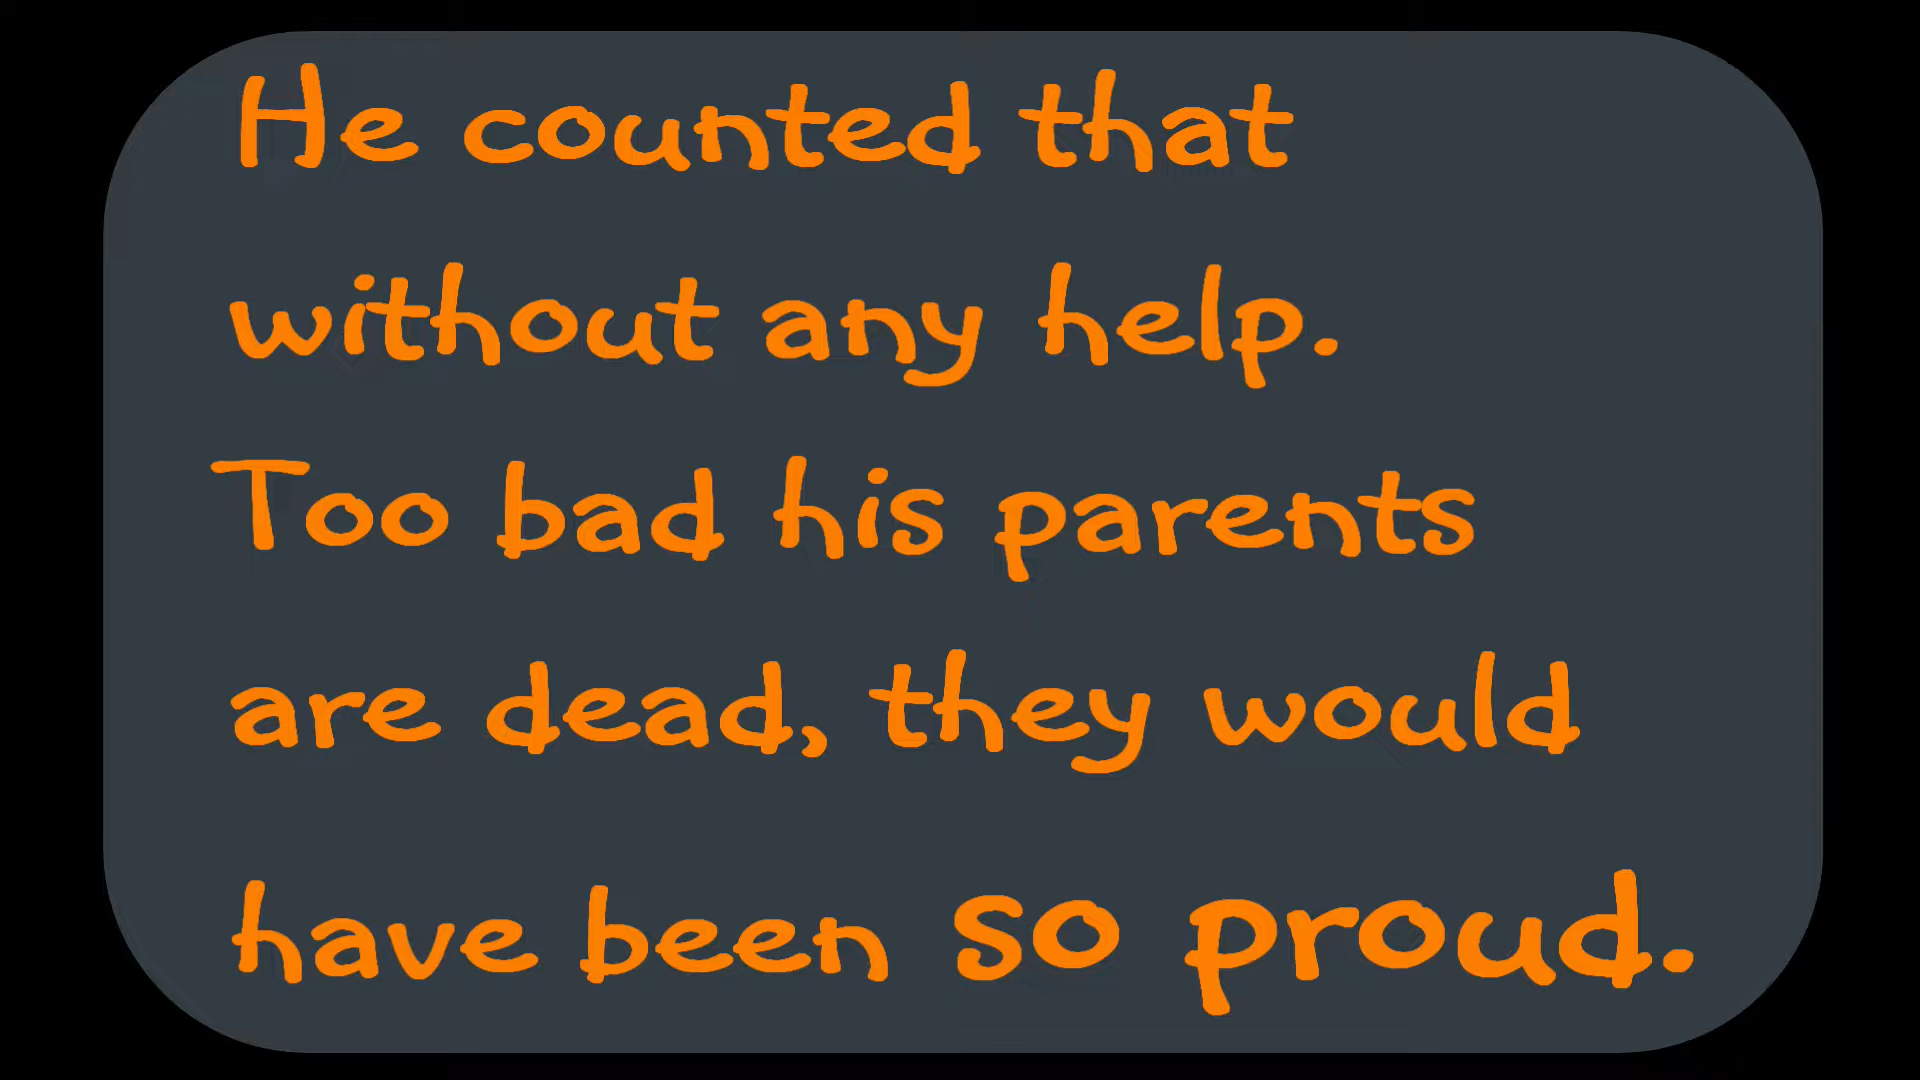 He counted that
without any help.
Too bad his parents
are dead, they would
have been so proud.